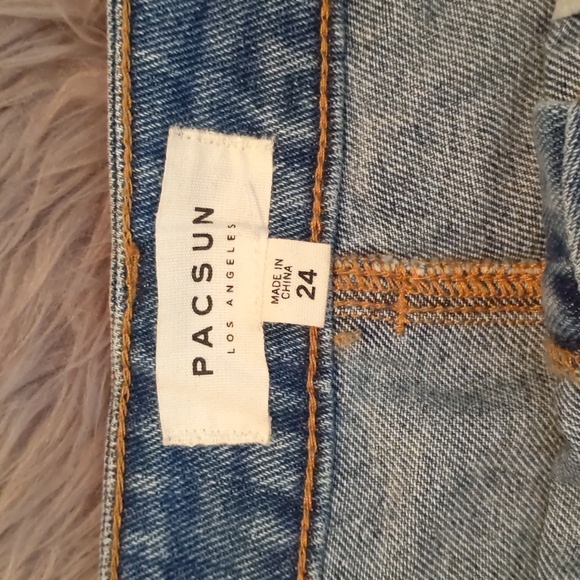 PACSUN
LOS ANGELES
MADE IN
CHINA
24